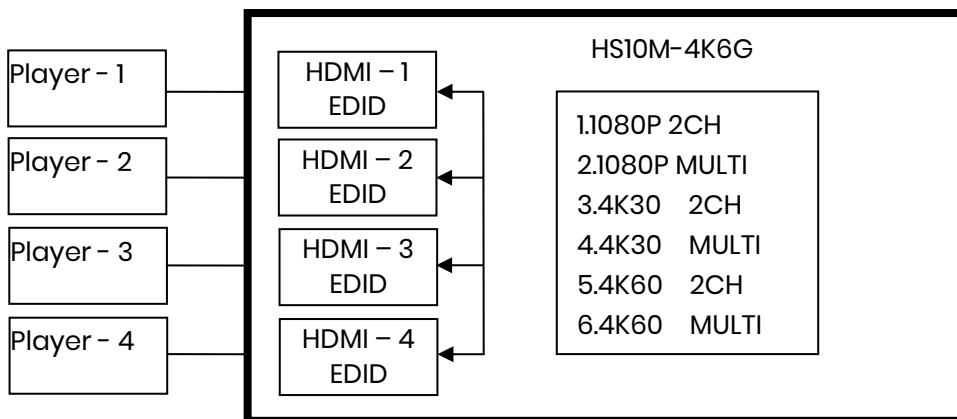 HS10M-4K6G
Player - 1
HDMI – 1
EDID
Player - 2
HDMI – 2
EDID
Player - 3
HDMI – 3
EDID
Player - 4
HDMI – 4
EDID
1.1080P 2CH
2.1080P MULTI
3.4K30 2CH
4.4K30 MULTI
5.4K60 2CH
6.4K60 MULTI